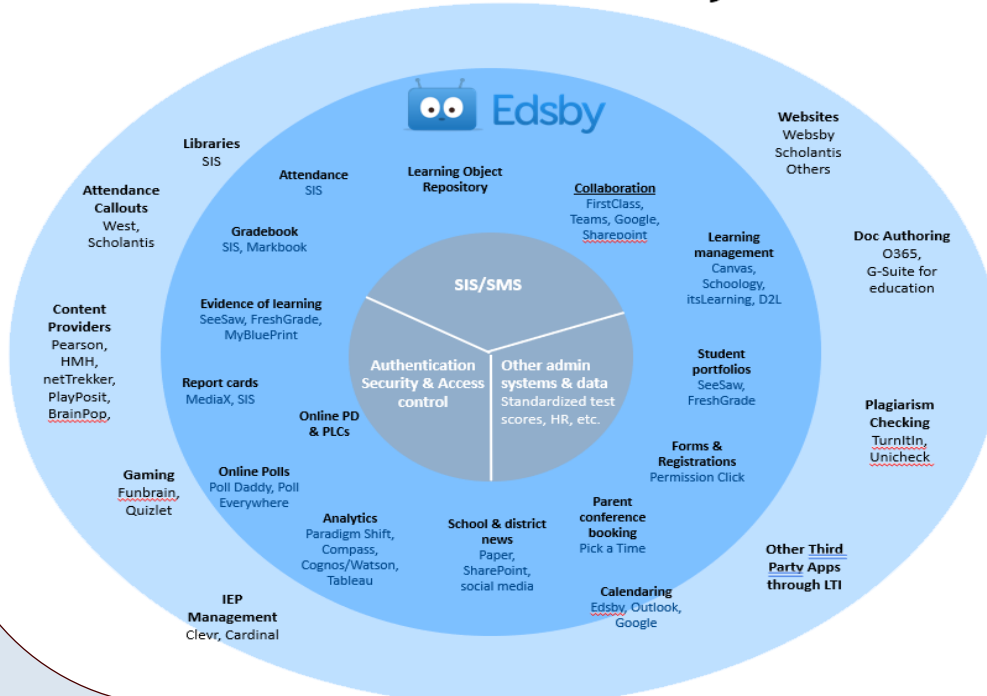 Edsby
Libraries
SIS
Attendance
Callouts
West,
Scholantis
Content
Providers
Pearson,
HMH,
netTrekker,
PlayPosit,
BrainPop,
Gaming
Funbrain,
Quizlet
IEP
Management
Clevr, Cardinal
Attendance
SIS
Gradebook
SIS, Markbook
Evidence of learning
SeeSaw, FreshGrade,
MyBluePrint
Report cards
MediaX, SIS
Online PD
& PLCs
Online Polls
Poll Daddy, Poll
Everywhere
Analytics
Paradigm Shift,
Compass,
Cognos/Watson,
Tableau
Learning Object
Repository
SIS/SMS
Authentication
Security & Access
control
Other admin
systems & data
Standardized test
scores, HR, etc.
School & district
news
Paper,
SharePoint,
social media
Collaboration
FirstClass,
Teams, Google,
Sharepoint
Learning
management
Canvas,
Schoology,
itsLearning, D2L
Student
portfolios
SeeSaw,
FreshGrade
Forms &
Registrations
Permission Click
Parent
conference
booking
Pick a Time
Calendaring
Edsby, Outlook,
Google
Websites
Websby
Scholantis
Others
Doc Authoring
O365,
G-Suite for
education
Plagiarism
Checking
TurnItIn,
Unicheck
Other Third
Party Apps
through LTI